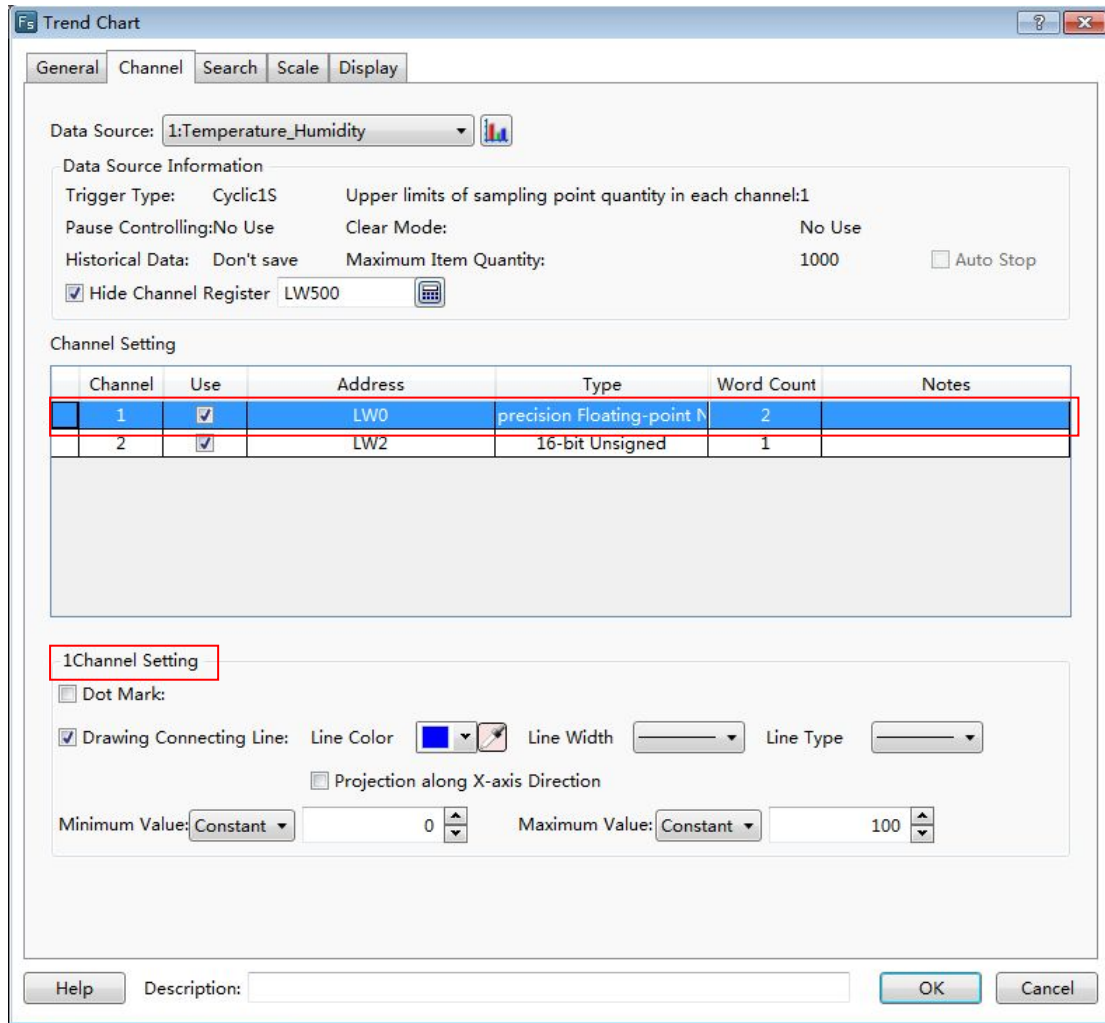 Fs Trend Chart
General Channel Search Scale Display
Data Source: 1:Temperature_Humidity
Data Source Information
Trigger Type: Cyclic1S Upper limits of sampling point quantity in each channel:1
Pause Controlling:No Use Clear Mode: No Use
Historical Data: Don't save Maximum Item Quantity: 1000 Auto Stop
Hide Channel Register LW500
Channel Setting
Channel Use Address Type Word Count Notes
1 LW0 precision Floating-point N 2
2 LW2 16-bit Unsigned 1
1Channel Setting
Dot Mark:
Drawing Connecting Line: Line Color Line Width Line Type
Projection along X-axis Direction
Minimum Value: Constant 0 Maximum Value: Constant 100
Help Description: OK Cancel